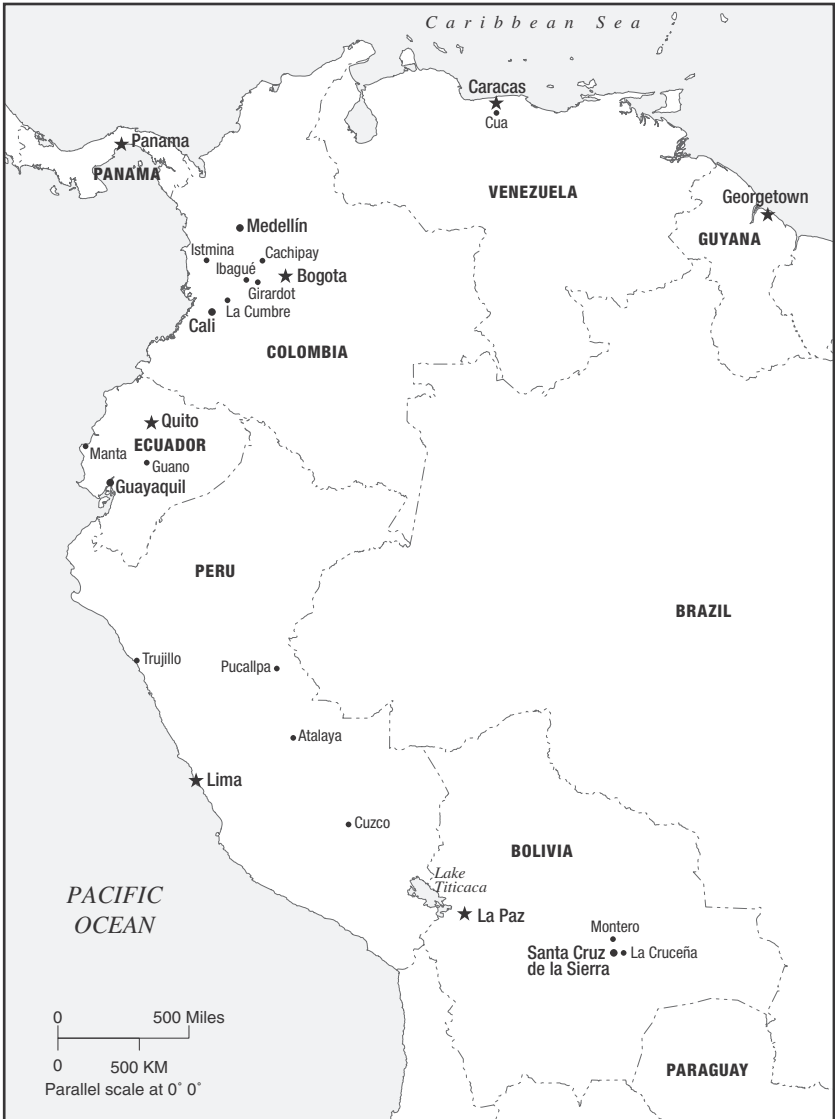 Caribbean Sea
Caracas
Cua
Panama
PANAMA
VENEZUELA
Georgetown
GUYANA
Medellín
Istmina
Cachipay
Ibagué
Bogota
Girardot
La Cumbre
Cali
COLOMBIA
Quito
ECUADOR
Manta
Guano
Guayaquil
PERU
BRAZIL
Trujillo
Pucallpa
Atalaya
Lima
Cuzco
BOLIVIA
Lake
Titicaca
PACIFIC
OCEAN
La Paz
Montero
Santa Cruz
de la Sierra
La Cruceña
0 500 Miles
0 500 KM
Parallel scale at 0˚ 0˚
PARAGUAY